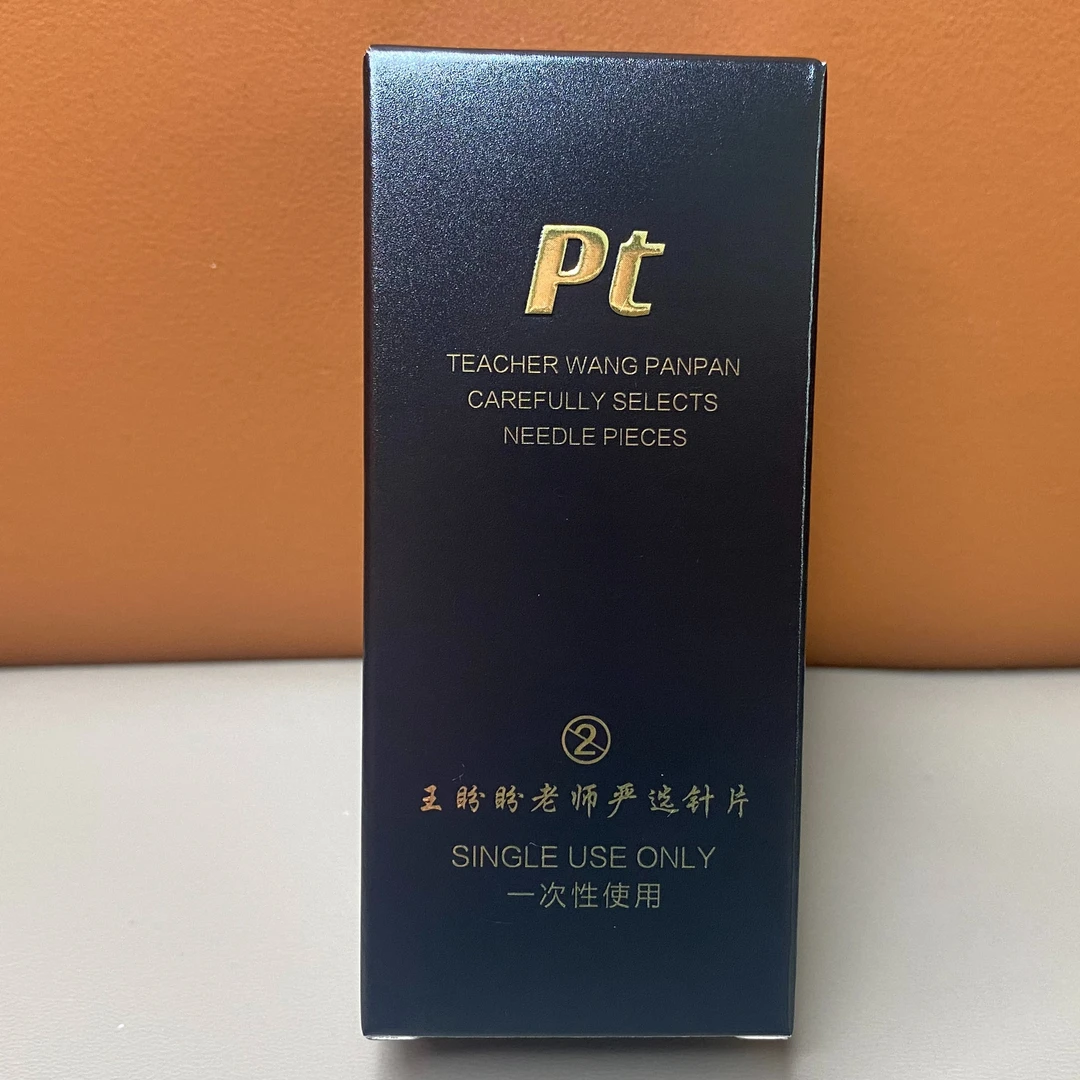 Pt
TEACHER WANG PANPAN
CAREFULLY SELECTS
NEEDLE PIECES
2
王盼盼老师严选针片
SINGLE USE ONLY
一次性使用